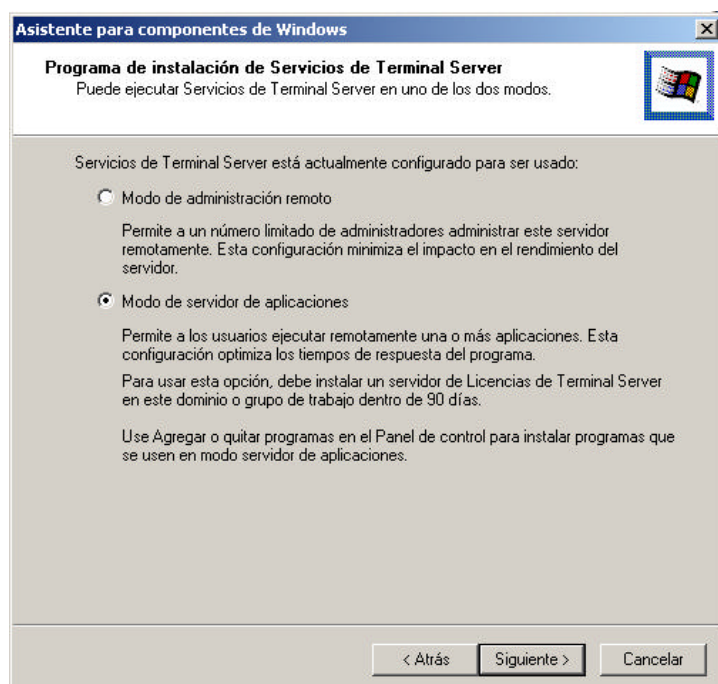 Asistente para componentes de Windows
Programa de instalación de Servicios de Terminal Server
Puede ejecutar Servicios de Terminal Server en uno de los dos modos.
Servicios de Terminal Server está actualmente configurado para ser usado:
Modo de administración remoto
Permite a un número limitado de administradores administrar este servidor
remotamente. Esta configuración minimiza el impacto en el rendimiento del
servidor.
Modo de servidor de aplicaciones
Permite a los usuarios ejecutar remotamente una o más aplicaciones. Esta
configuración optimiza los tiempos de respuesta del programa.
Para usar esta opción, debe instalar un servidor de Licencias de Terminal Server
en este dominio o grupo de trabajo dentro de 90 días.
Use Agregar o quitar programas en el Panel de control para instalar programas que
se usen en modo servidor de aplicaciones.
< Atrás
Siguiente >
Cancelar